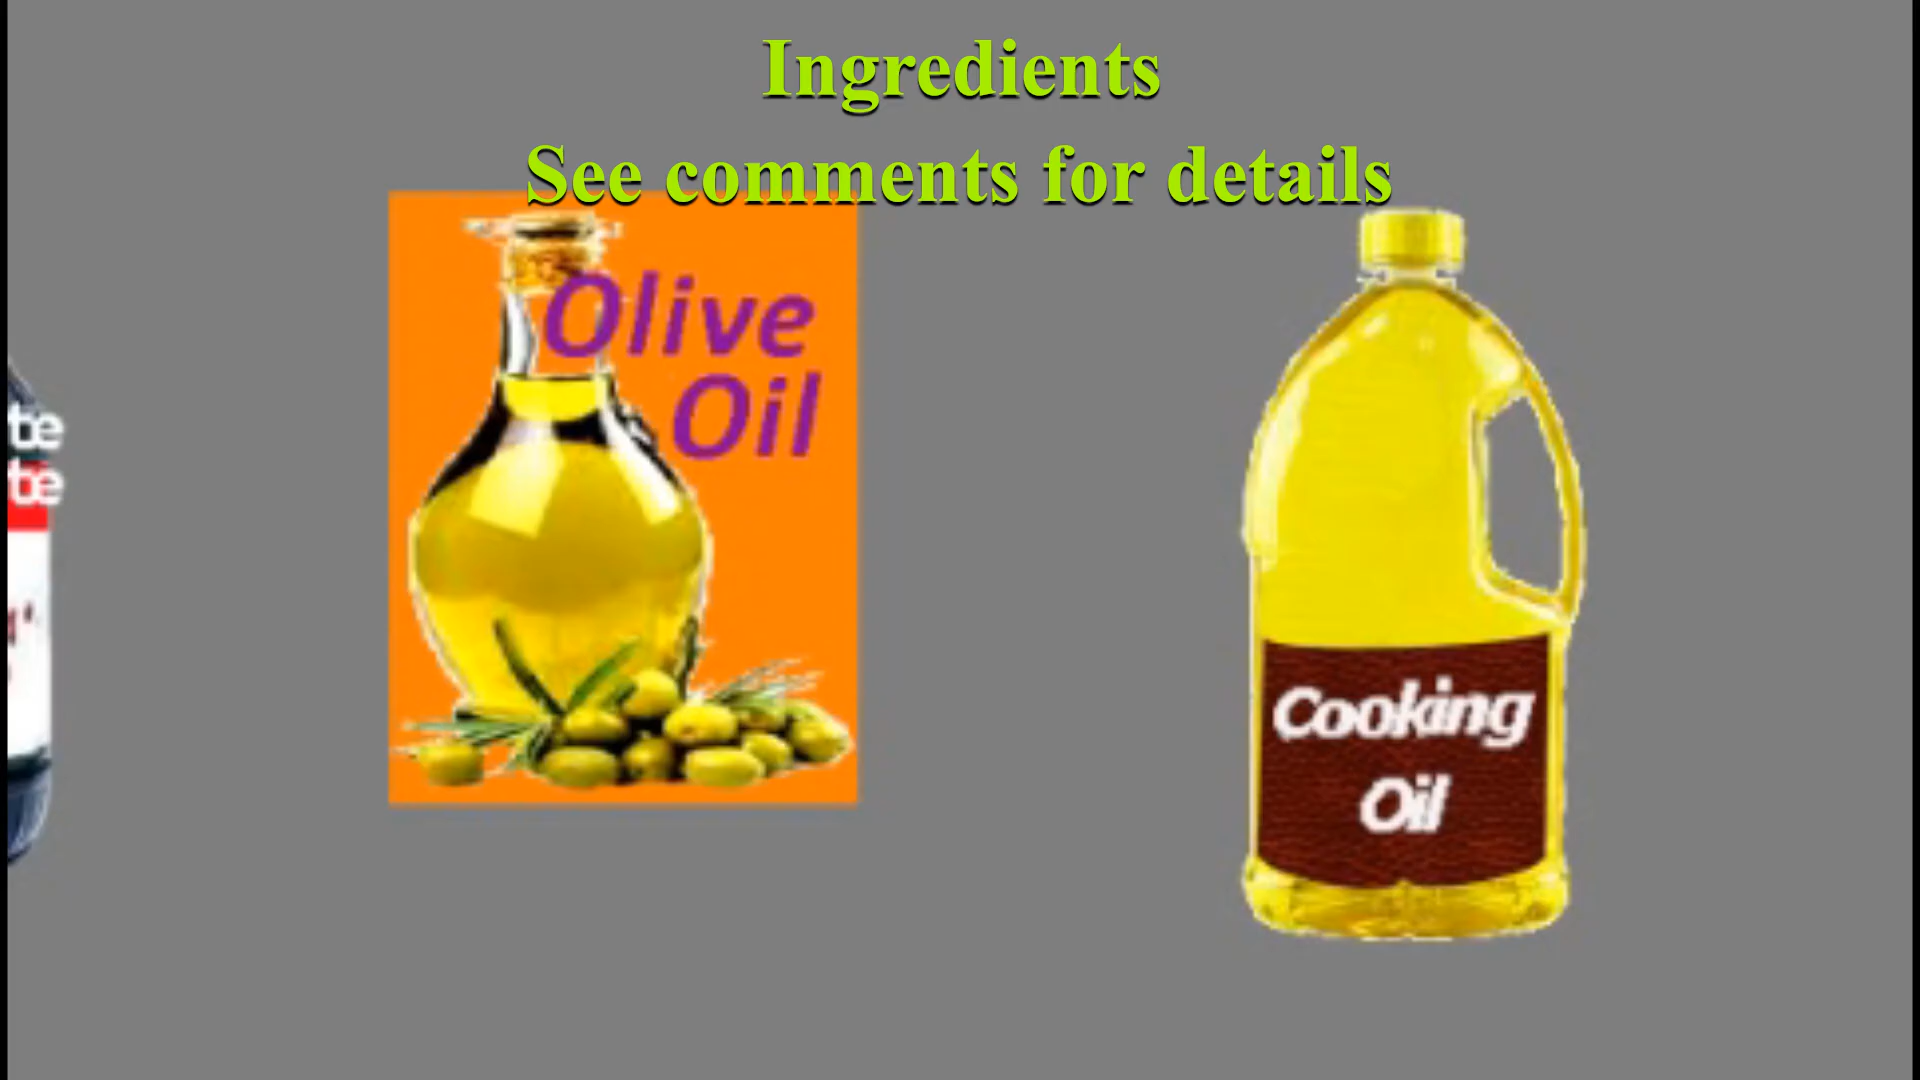 Ingredients
See comments for details
Olive
Oil
Cooking
Oil